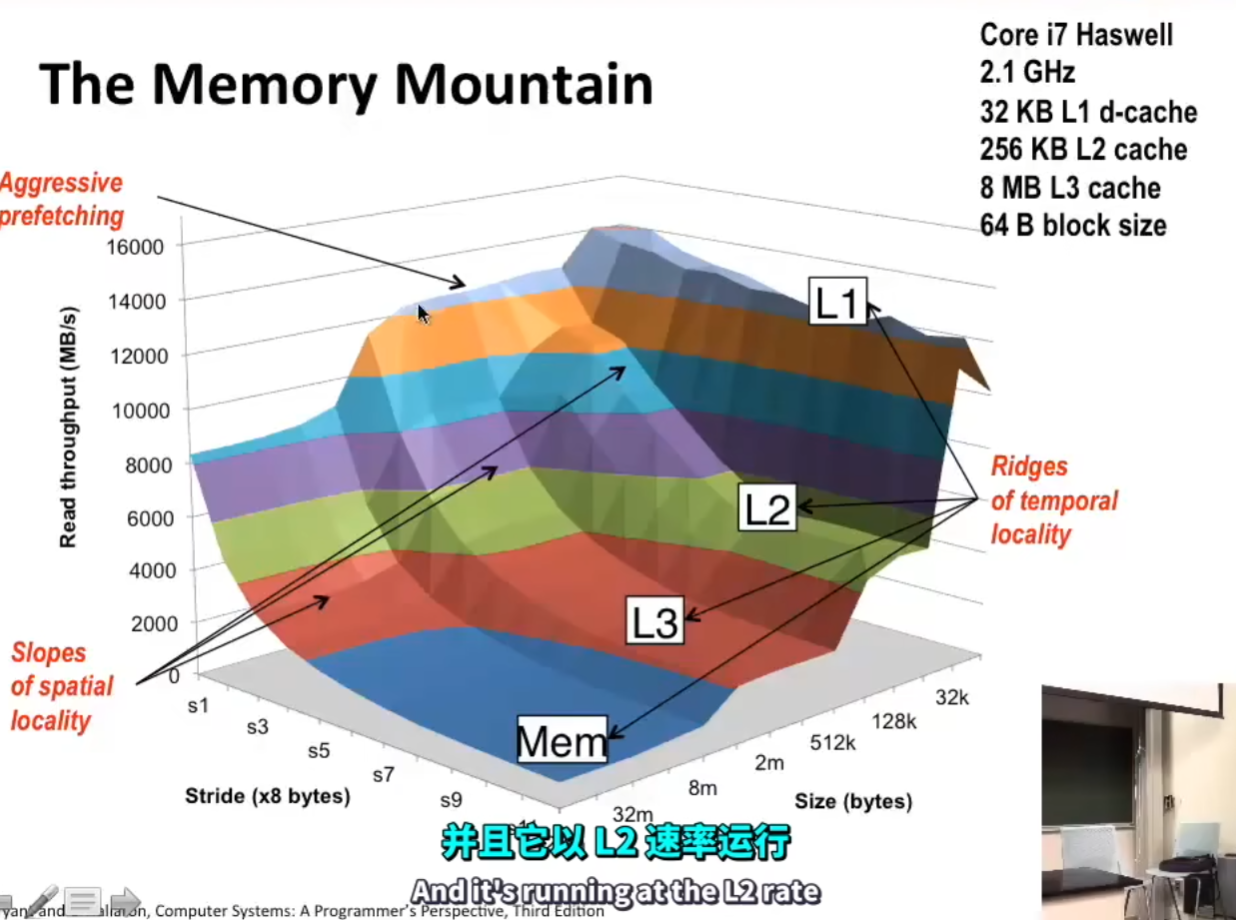 The Memory Mountain
Core i7 Haswell
2.1 GHz
32 KB L1 d-cache
256 KB L2 cache
8 MB L3 cache
64 B block size
Aggressive
prefetching
16000
14000
12000
10000
8000
6000
4000
2000
0
Read throughput (MB/s)
L1
L2
L3
Mem
Ridges
of temporal
locality
Slopes
of spatial
locality
s1
s3
s5
s7
s9
Stride (x8 bytes)
32m
8m
2m
512k
128k
32k
Size (bytes)
并且它以 L2 速率运行
And it's running at the L2 rate
Computer Systems: A Programmer's Perspective, Third Edition